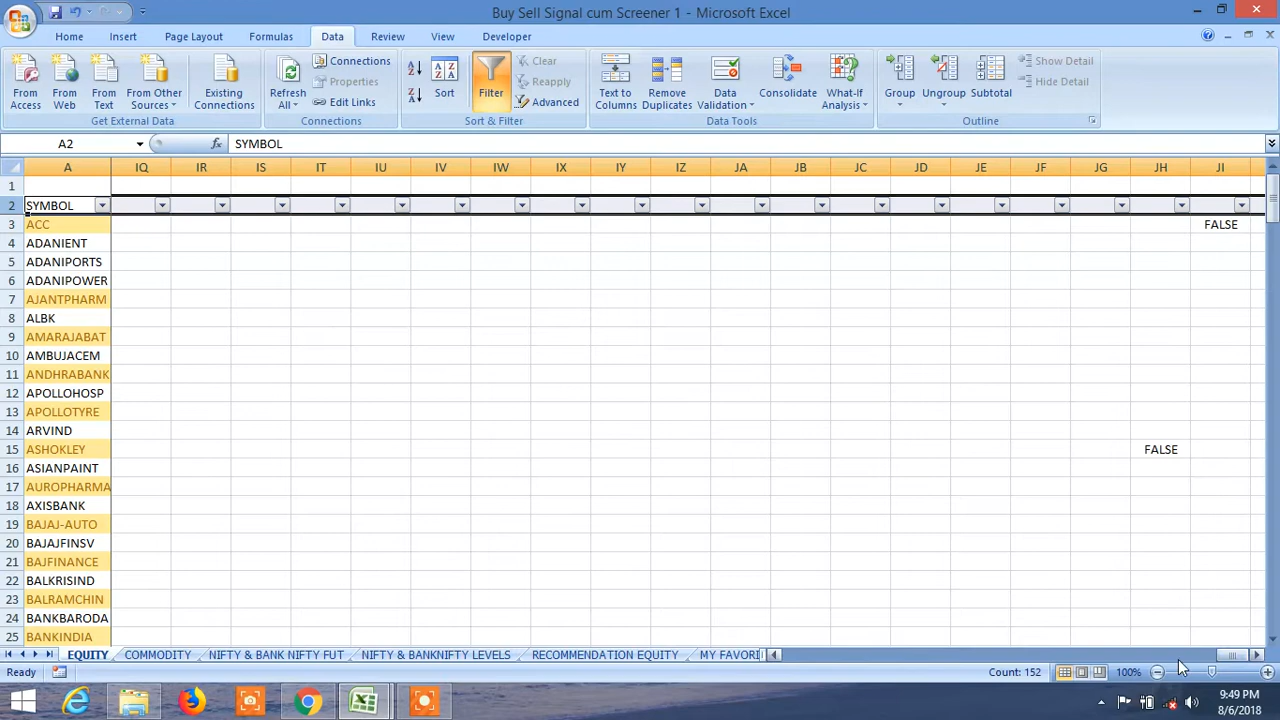 Buy Sell Signal cum Screener 1 - Microsoft Excel
Home Insert Page Layout Formulas Data Review View Developer
From Access
From Web
From Text
From Other Sources
Existing Connections
Get External Data
Refresh All
Connections
Properties
Edit Links
Connections
Sort
Filter
Clear
Reapply
Advanced
Sort & Filter
Text to Columns
Remove Duplicates
Data Validation
Consolidate
What-If Analysis
Data Tools
Group
Ungroup
Subtotal
Show Detail
Hide Detail
Outline
A2 fx SYMBOL
A IQ IR IS IT IU IV IW IX IY IZ JA JB JC JD JE JF JG JH JI
1
2 SYMBOL
3 ACC FALSE
4 ADANIENT
5 ADANIPORTS
6 ADANIPOWER
7 AJANTPHARM
8 ALBK
9 AMARAJABAT
10 AMBUJACEM
11 ANDHRABANK
12 APOLLOHOSP
13 APOLLOTYRE
14 ARVIND
15 ASHOKLEY FALSE
16 ASIANPAINT
17 AUROPHARMA
18 AXISBANK
19 BAJAJ-AUTO
20 BAJAJFINSV
21 BAJFINANCE
22 BALKRISIND
23 BALRAMCHIN
24 BANKBARODA
25 BANKINDIA
EQUITY COMMODITY NIFTY & BANK NIFTY FUT NIFTY & BANKNIFTY LEVELS RECOMMENDATION EQUITY MY FAVORI
Ready Count: 152 100%
9:49 PM
8/6/2018